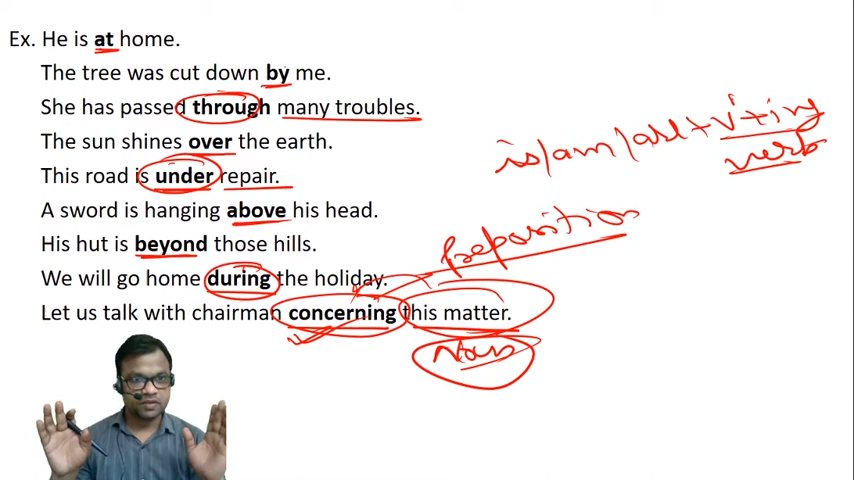 Ex. He is at home.
The tree was cut down by me.
She has passed through many troubles.
The sun shines over the earth.
This road is under repair.
A sword is hanging above his head.
His hut is beyond those hills.
We will go home during the holiday.
Let us talk with chairman concerning this matter.
is/am/are+V¹+ing
verb
preposition
Noun